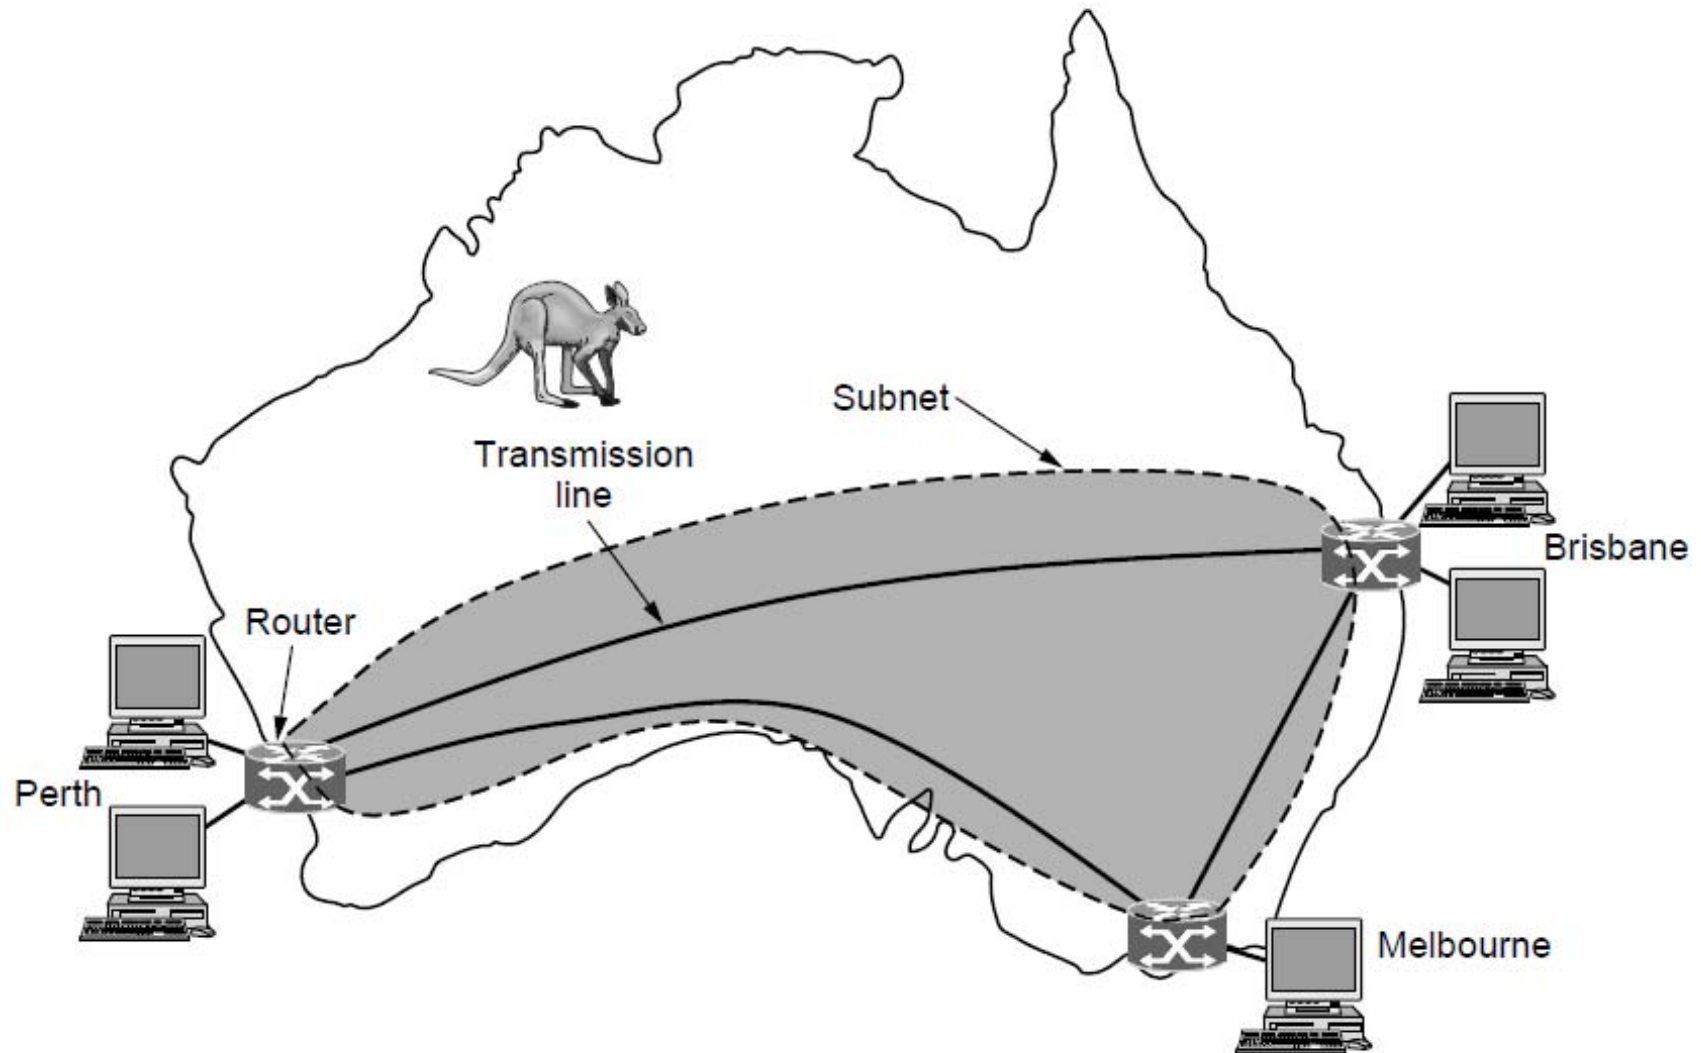 Subnet
Transmission
line
Brisbane
Router
Perth
Melbourne